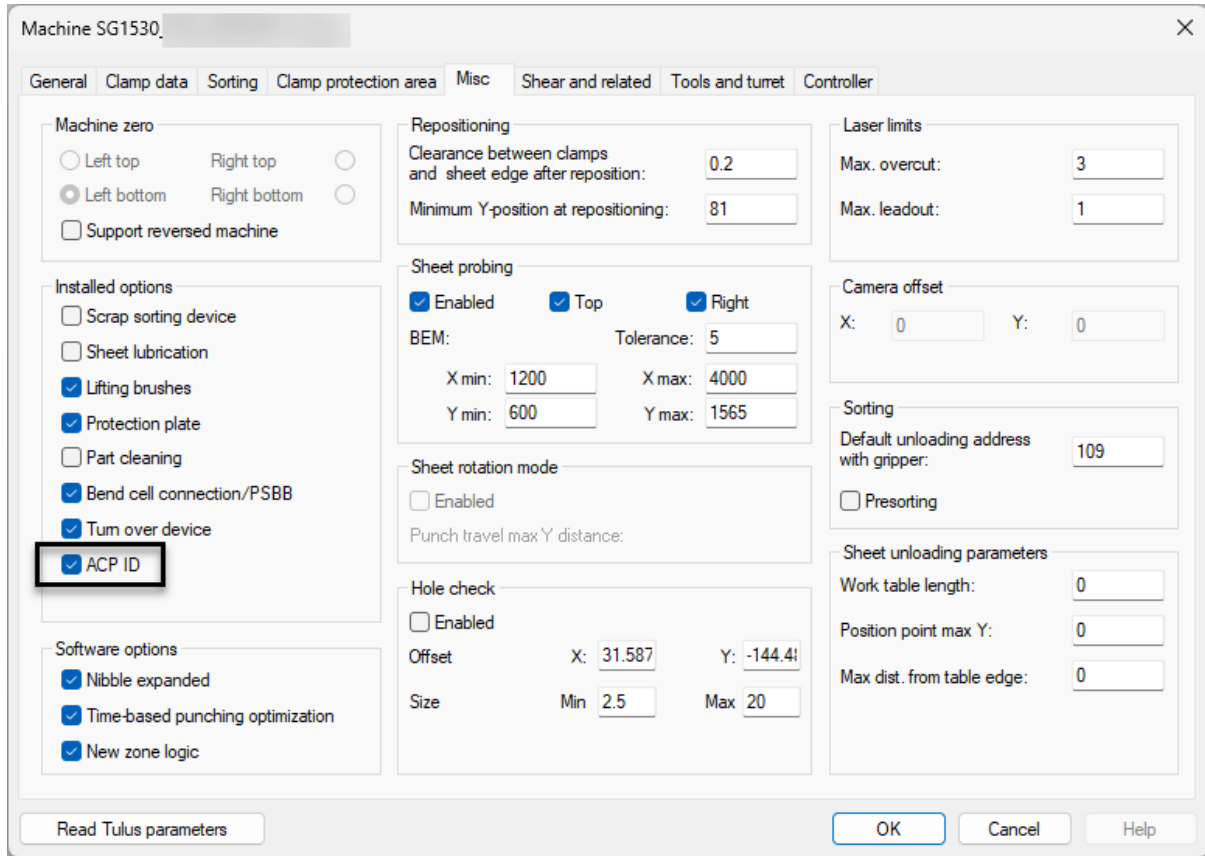 Machine SG1530_
General Clamp data Sorting Clamp protection area Misc Shear and related Tools and turret Controller
Machine zero
Left top Right top
Left bottom Right bottom
Support reversed machine
Installed options
Scrap sorting device
Sheet lubrication
Lifting brushes
Protection plate
Part cleaning
Bend cell connection/PSBB
Turn over device
ACP ID
Software options
Nibble expanded
Time-based punching optimization
New zone logic
Repositioning
Clearance between clamps
and sheet edge after reposition: 0.2
Minimum Y-position at repositioning: 81
Sheet probing
Enabled Top Right
BEM: Tolerance: 5
X min: 1200 X max: 4000
Y min: 600 Y max: 1565
Sheet rotation mode
Enabled
Punch travel max Y distance:
Hole check
Enabled
Offset X: 31.587 Y: -144.48
Size Min 2.5 Max 20
Laser limits
Max. overcut: 3
Max. leadout: 1
Camera offset
X: 0 Y: 0
Sorting
Default unloading address
with gripper: 109
Presorting
Sheet unloading parameters
Work table length: 0
Position point max Y: 0
Max dist. from table edge: 0
Read Tulus parameters OK Cancel Help